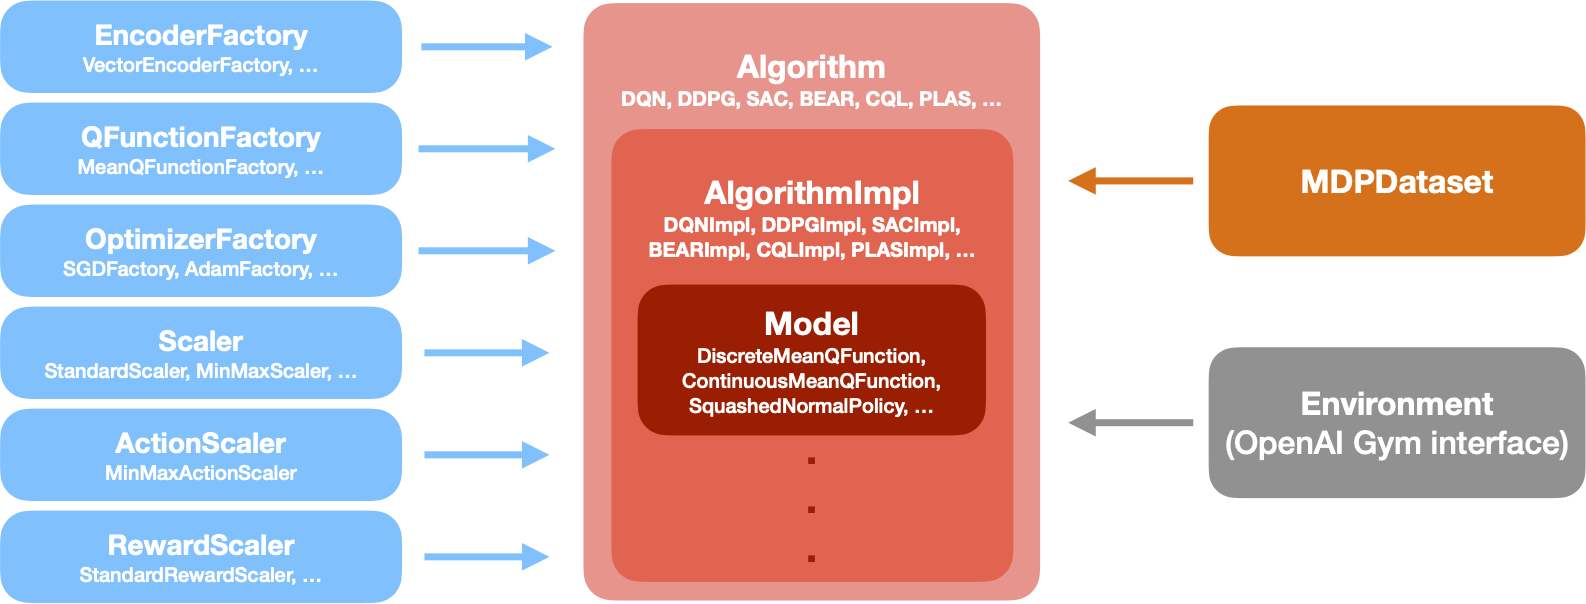 EncoderFactory
VectorEncoderFactory, ...
QFunctionFactory
MeanQFunctionFactory, ...
OptimizerFactory
SGDFactory, AdamFactory, ...
Scaler
StandardScaler, MinMaxScaler, ...
ActionScaler
MinMaxActionScaler
RewardScaler
StandardRewardScaler, ...
Algorithm
DQN, DDPG, SAC, BEAR, CQL, PLAS, ...
AlgorithmImpl
DQNImpl, DDPGImpl, SACImpl,
BEARImpl, CQLImpl, PLASImpl, ...
Model
DiscreteMeanQFunction,
ContinuousMeanQFunction,
SquashedNormalPolicy, ...
MDPDataset
Environment
(OpenAI Gym interface)